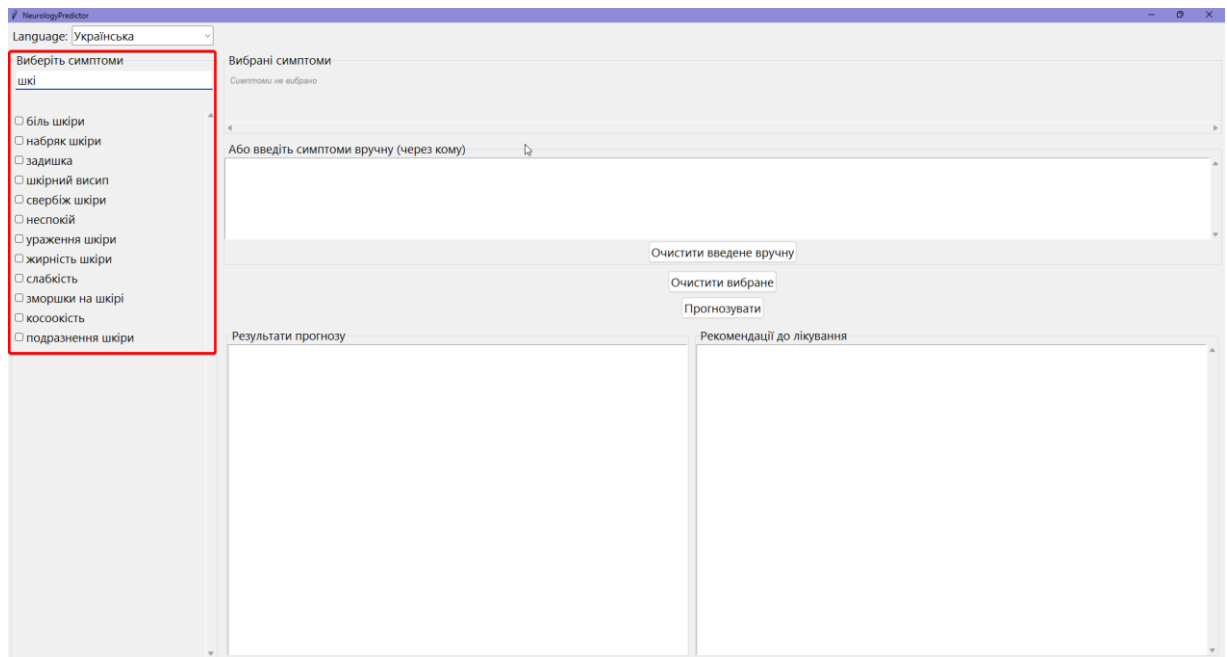 NeurologyPredictor
Language: Українська
Виберіть симптоми
шкі
біль шкіри
набряк шкіри
задишка
шкірний висип
свербіж шкіри
неспокій
ураження шкіри
жирність шкіри
слабкість
зморшки на шкірі
косоокість
подразнення шкіри
Вибрані симптоми
Симптоми не вибрано
Або введіть симптоми вручну (через кому)
Очистити введене вручну
Очистити вибране
Прогнозувати
Результати прогнозу
Рекомендації до лікування